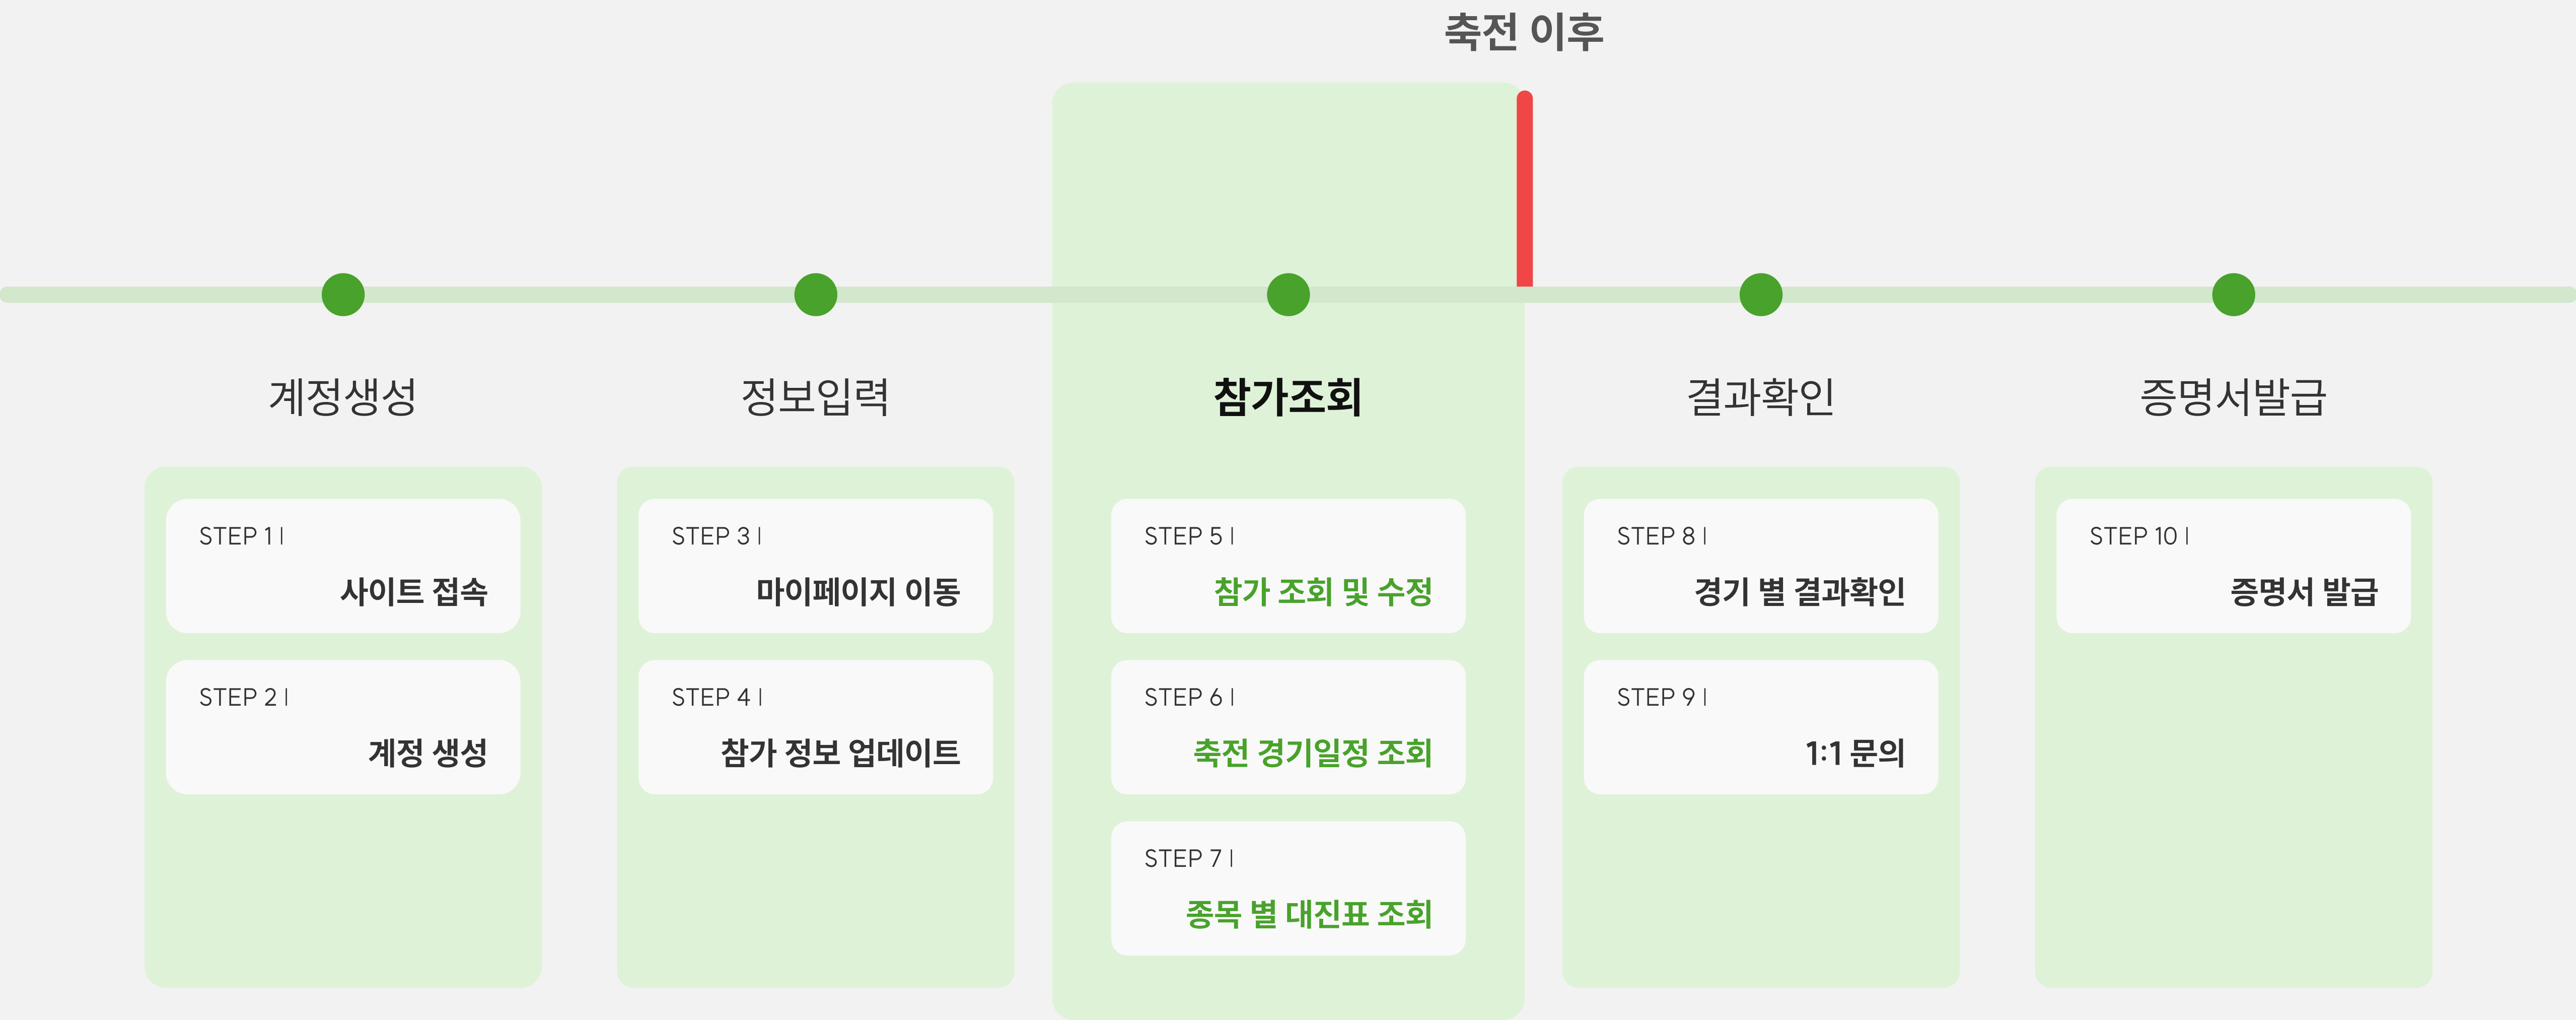 축전 이후
계정생성
STEP 1 |
사이트 접속
STEP 2 |
계정 생성
정보입력
STEP 3 |
마이페이지 이동
STEP 4 |
참가 정보 업데이트
참가조회
STEP 5 |
참가 조회 및 수정
STEP 6 |
축전 경기일정 조회
STEP 7 |
종목 별 대진표 조회
결과확인
STEP 8 |
경기 별 결과확인
STEP 9 |
1:1 문의
증명서발급
STEP 10 |
증명서 발급